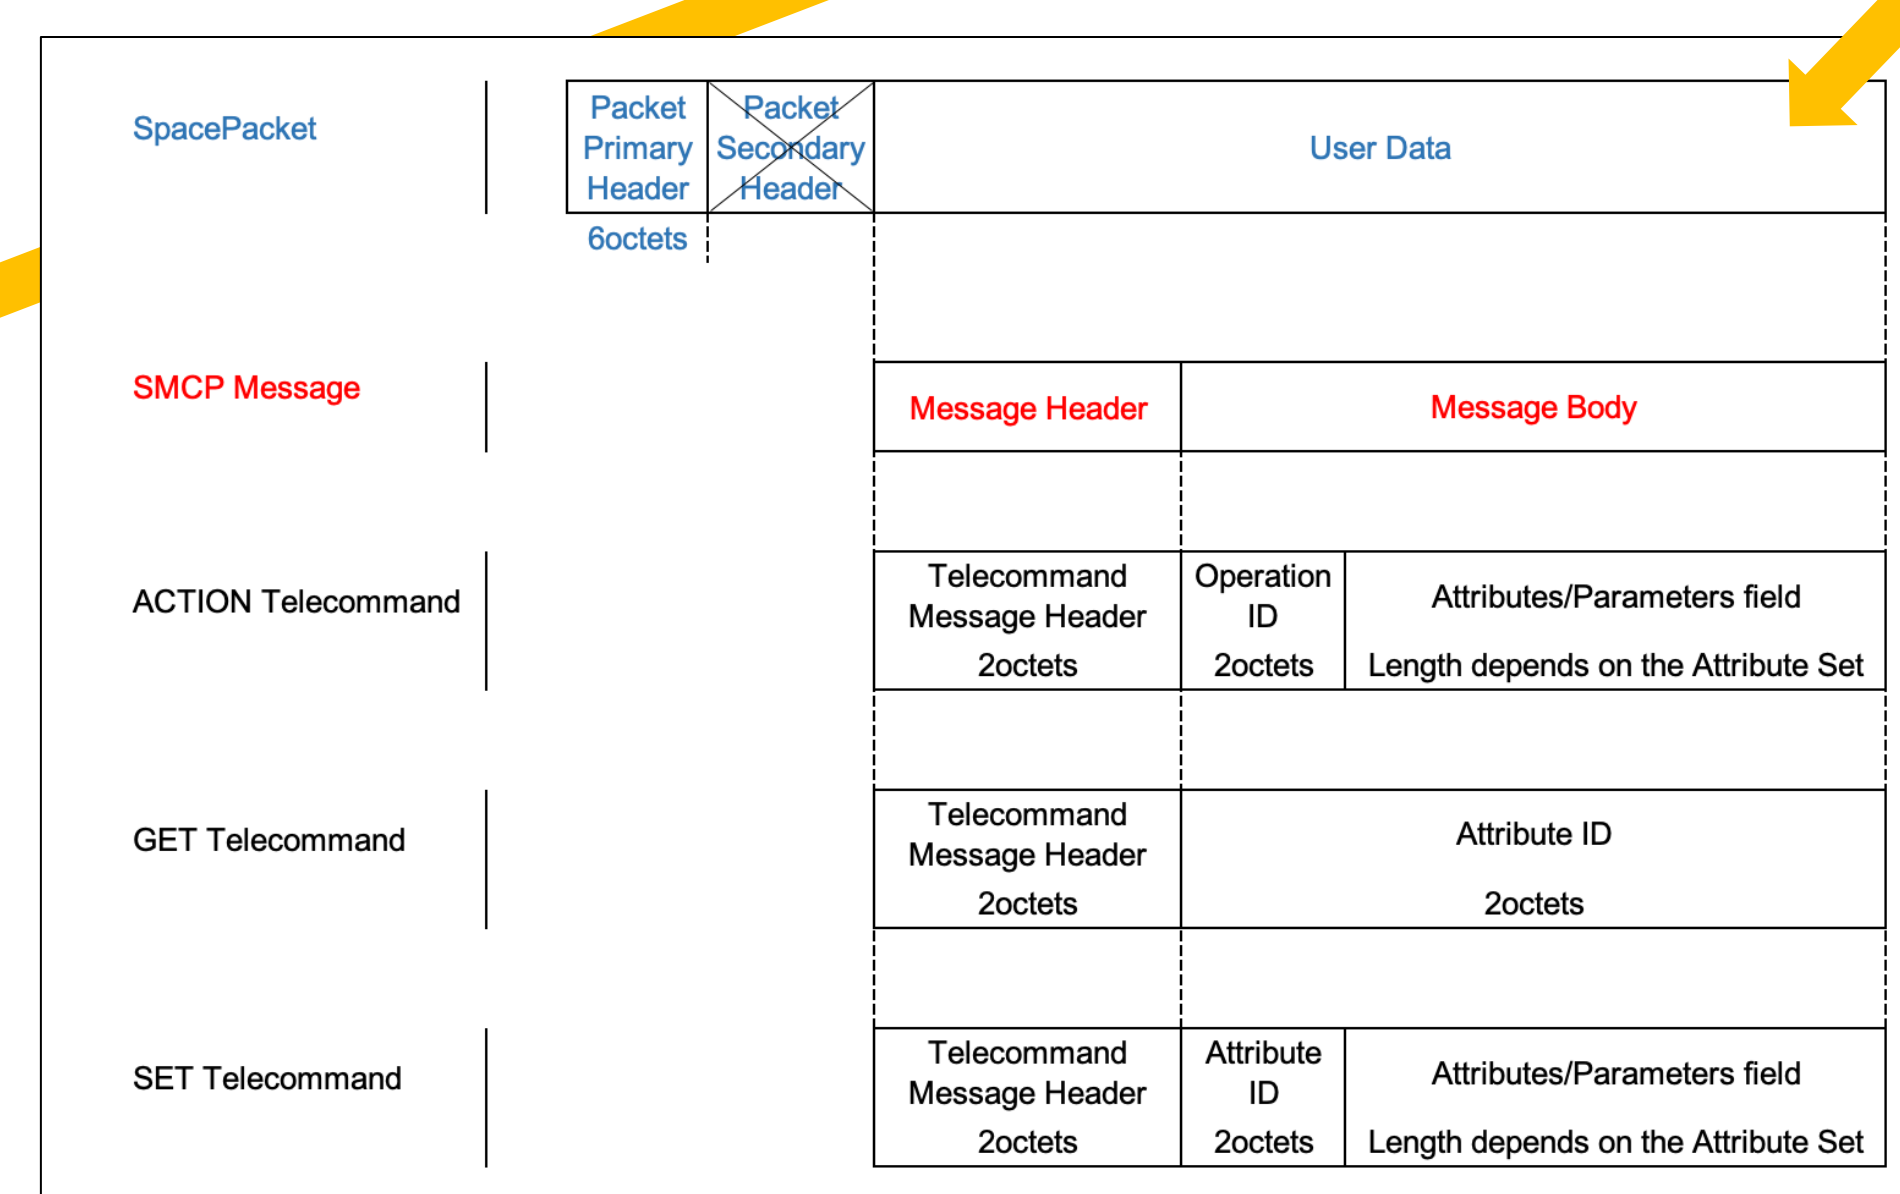 SpacePacket
Packet
Primary
Header
Packet
Secondary
Header
User Data
6octets
SMCP Message
Message Header
Message Body
ACTION Telecommand
Telecommand
Message Header
2octets
Operation
ID
2octets
Attributes/Parameters field
Length depends on the Attribute Set
GET Telecommand
Telecommand
Message Header
2octets
Attribute ID
2octets
SET Telecommand
Telecommand
Message Header
2octets
Attribute
ID
2octets
Attributes/Parameters field
Length depends on the Attribute Set